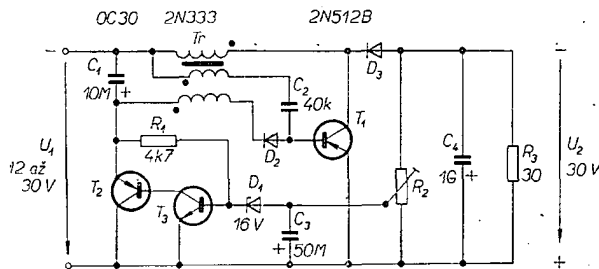 OC30 2N333 2N512B
Tr
− −
C1
10M +
C2
40k
D3
T1
R1
4k7
D2
U1
12 až
30 V
T2
T3
D1
16 V
C3
+ 50M
R2
C4
1G +
R3
30
U2
30 V
+